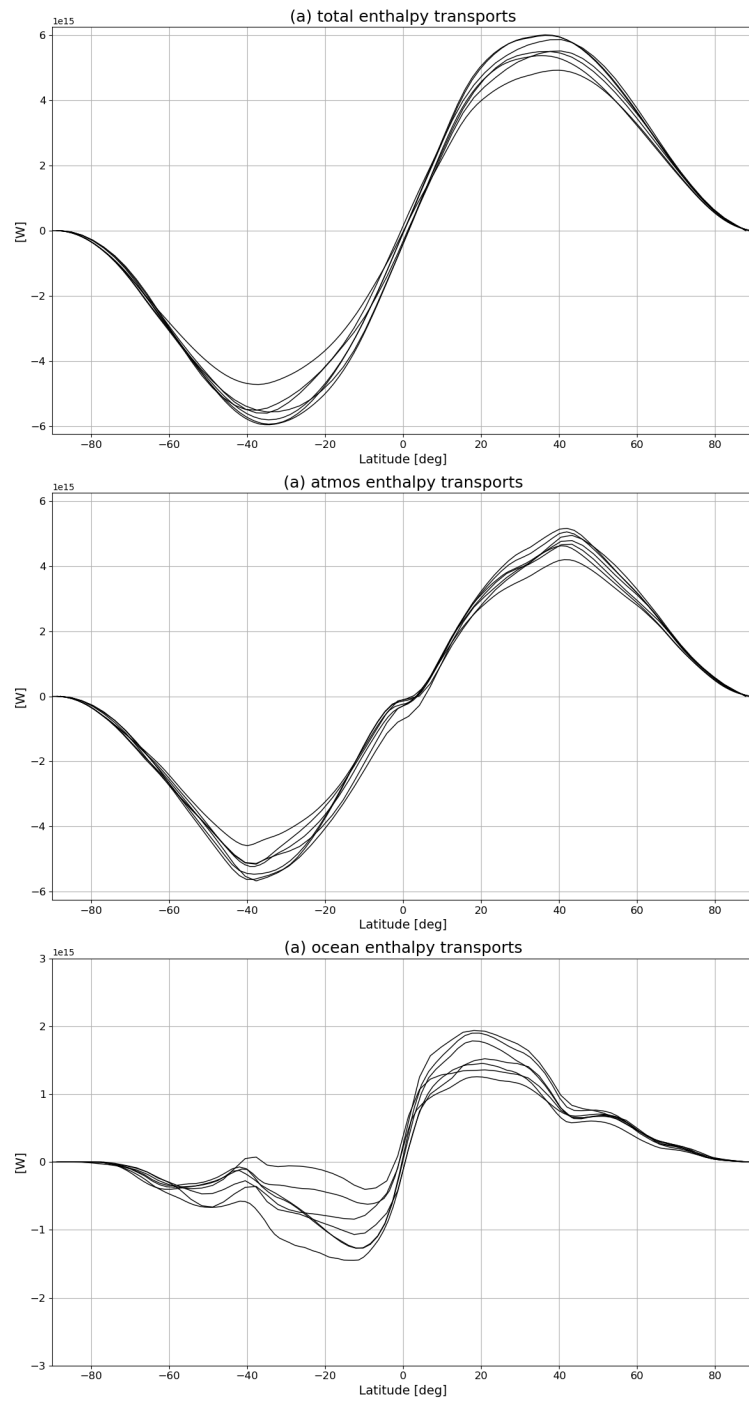 (a) total enthalpy transports
1e15
6
4
2
0
−2
−4
−6
[W]
−80 −60 −40 −20 0 20 40 60 80
Latitude [deg]
(a) atmos enthalpy transports
1e15
6
4
2
0
−2
−4
−6
[W]
−80 −60 −40 −20 0 20 40 60 80
Latitude [deg]
(a) ocean enthalpy transports
1e15
3
2
1
0
−1
−2
−3
[W]
−80 −60 −40 −20 0 20 40 60 80
Latitude [deg]